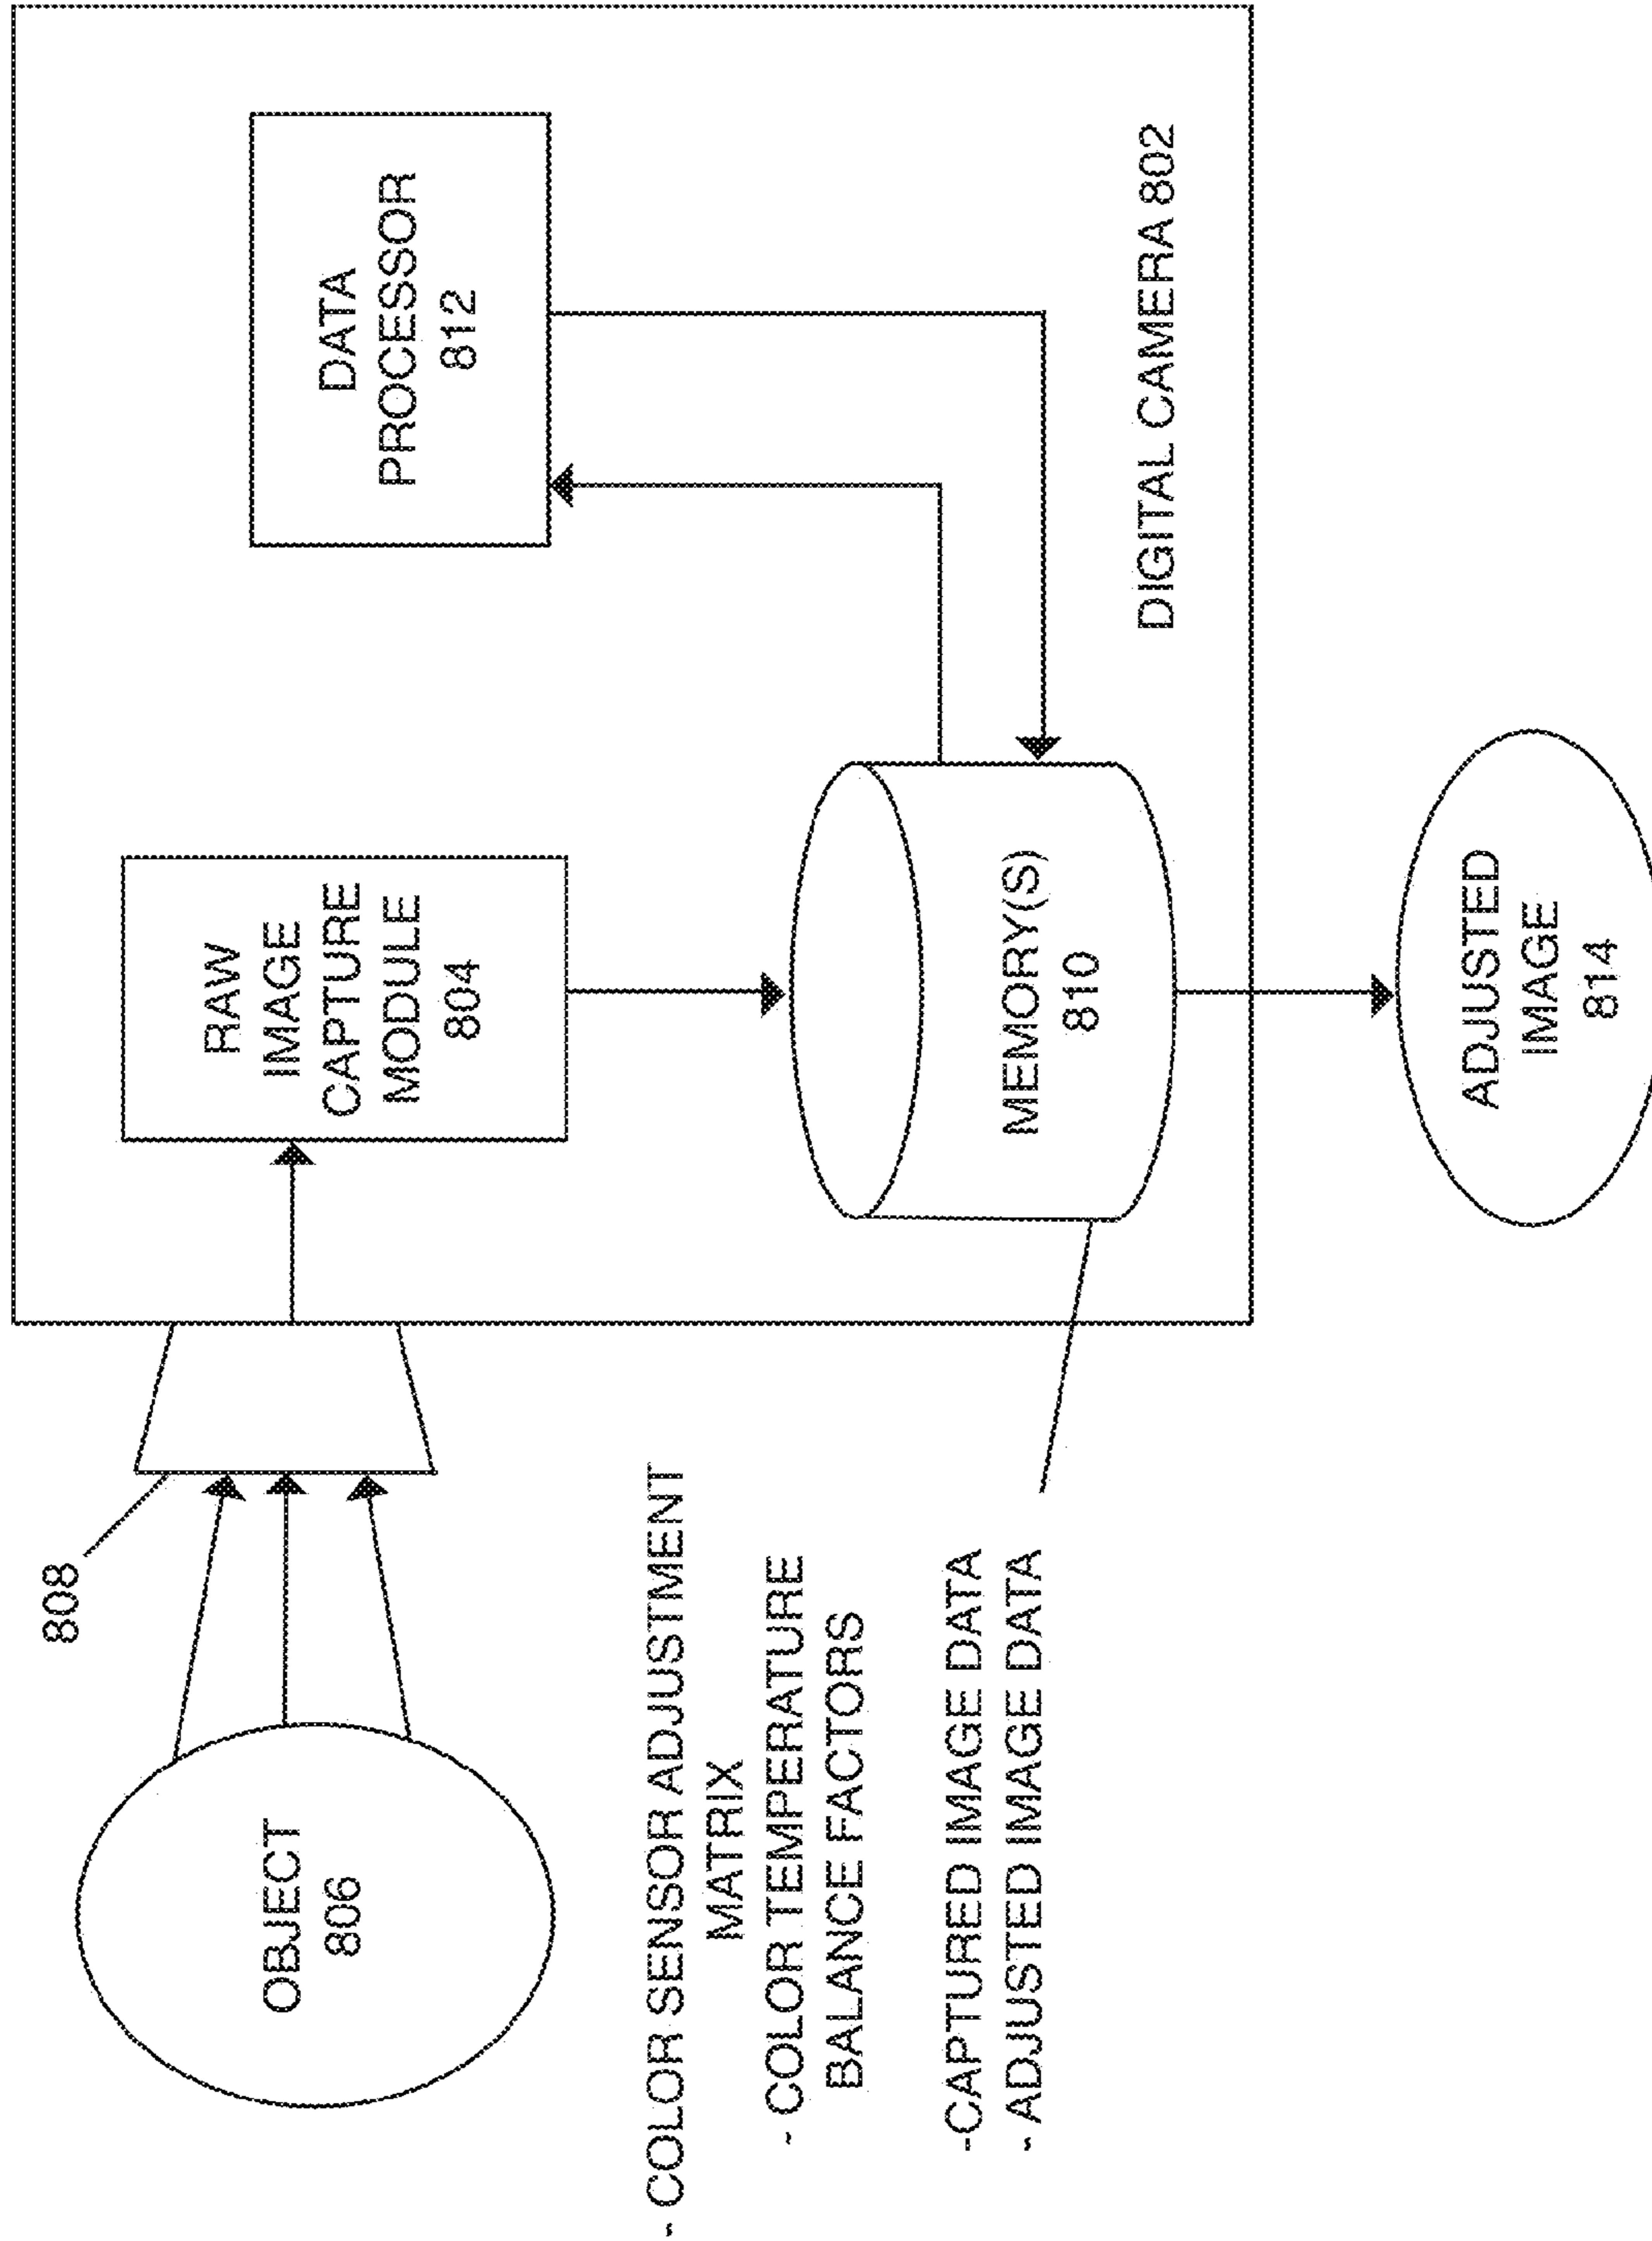 808
OBJECT
806
RAW
IMAGE
CAPTURE
MODULE
804
DATA
PROCESSOR
812
- COLOR SENSOR ADJUSTMENT
MATRIX
- COLOR TEMPERATURE
BALANCE FACTORS
-CAPTURED IMAGE DATA
- ADJUSTED IMAGE DATA
MEMORY(S)
810
DIGITAL CAMERA 802
ADJUSTED
IMAGE
814